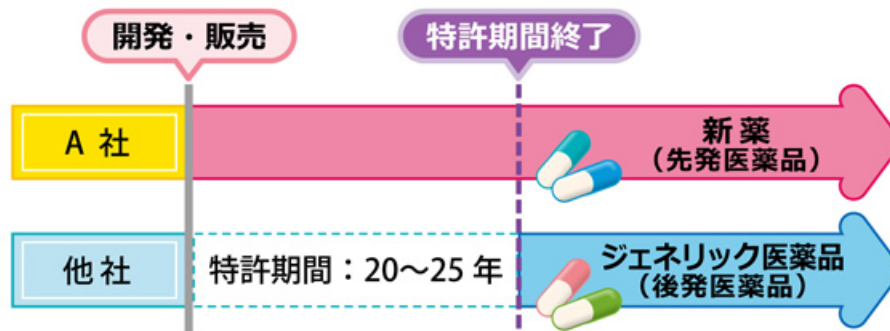 開発・販売
特許期間終了
A 社
新薬
（先発医薬品）
他社
特許期間：20〜25 年
ジェネリック医薬品
（後発医薬品）